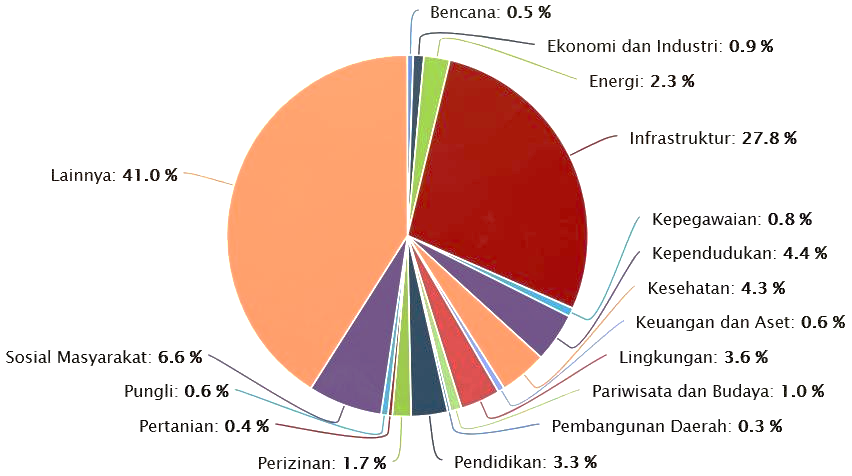 Bencana: 0.5 %
Ekonomi dan Industri: 0.9 %
Energi: 2.3 %
Infrastruktur: 27.8 %
Lainnya: 41.0 %
Kepegawaian: 0.8 %
Kependudukan: 4.4 %
Kesehatan: 4.3 %
Keuangan dan Aset: 0.6 %
Sosial Masyarakat: 6.6 %
Lingkungan: 3.6 %
Pungli: 0.6 %
Pariwisata dan Budaya: 1.0 %
Pertanian: 0.4 %
Pembangunan Daerah: 0.3 %
Perizinan: 1.7 %
Pendidikan: 3.3 %